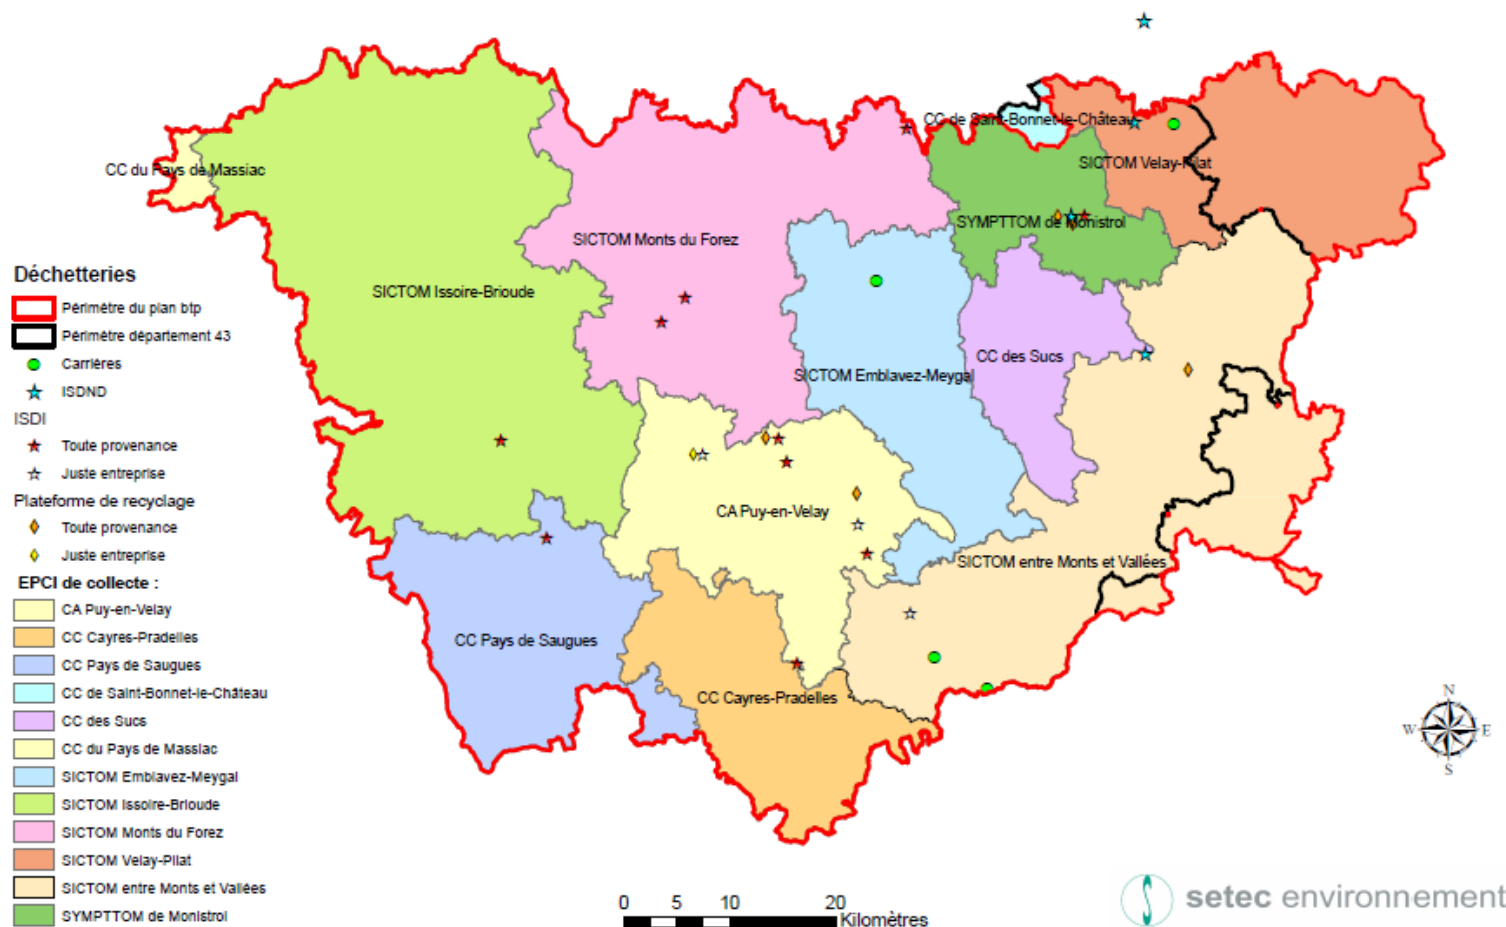 CC de Saint-Bonnet-le-Château
CC du Pays de Massiac
SICTOM Velay-Pilat
SYMPTTOM de Monistrol
SICTOM Monts du Forez
SICTOM Issoire-Brioude
CC des Sucs
SICTOM Emblavez-Meygal
CA Puy-en-Velay
SICTOM entre Monts et Vallées
CC Pays de Saugues
CC Cayres-Pradelles
Déchetteries
Périmètre du plan btp
Périmètre département 43
Carrières
ISDND
ISDI
Toute provenance
Juste entreprise
Plateforme de recyclage
Toute provenance
Juste entreprise
EPCI de collecte :
CA Puy-en-Velay
CC Cayres-Pradelles
CC Pays de Saugues
CC de Saint-Bonnet-le-Château
CC des Sucs
CC du Pays de Massiac
SICTOM Emblavez-Meygal
SICTOM Issoire-Brioude
SICTOM Monts du Forez
SICTOM Velay-Pilat
SICTOM entre Monts et Vallées
SYMPTTOM de Monistrol
0 5 10 20
Kilomètres
N
W E
S
setec environnement